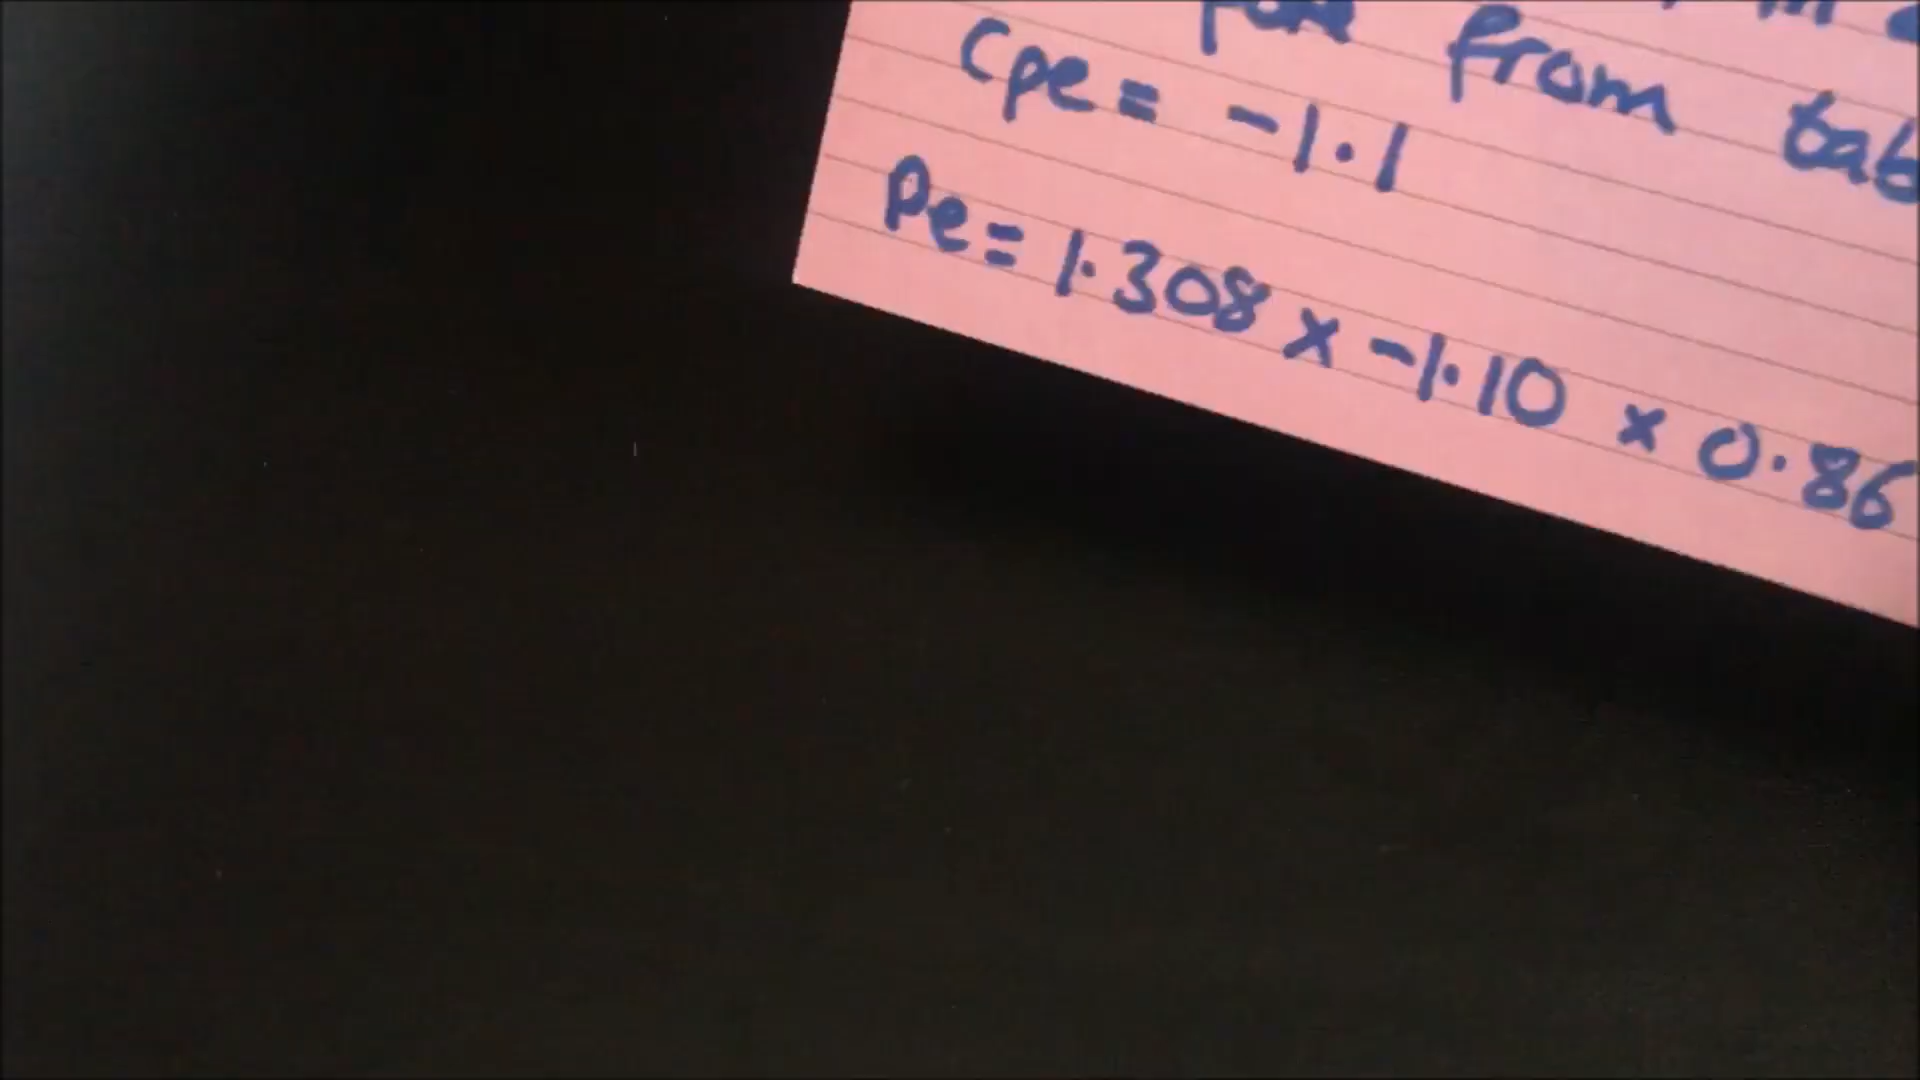 from
Cpe = -1.1
Pe = 1.308 x -1.10 x 0.86